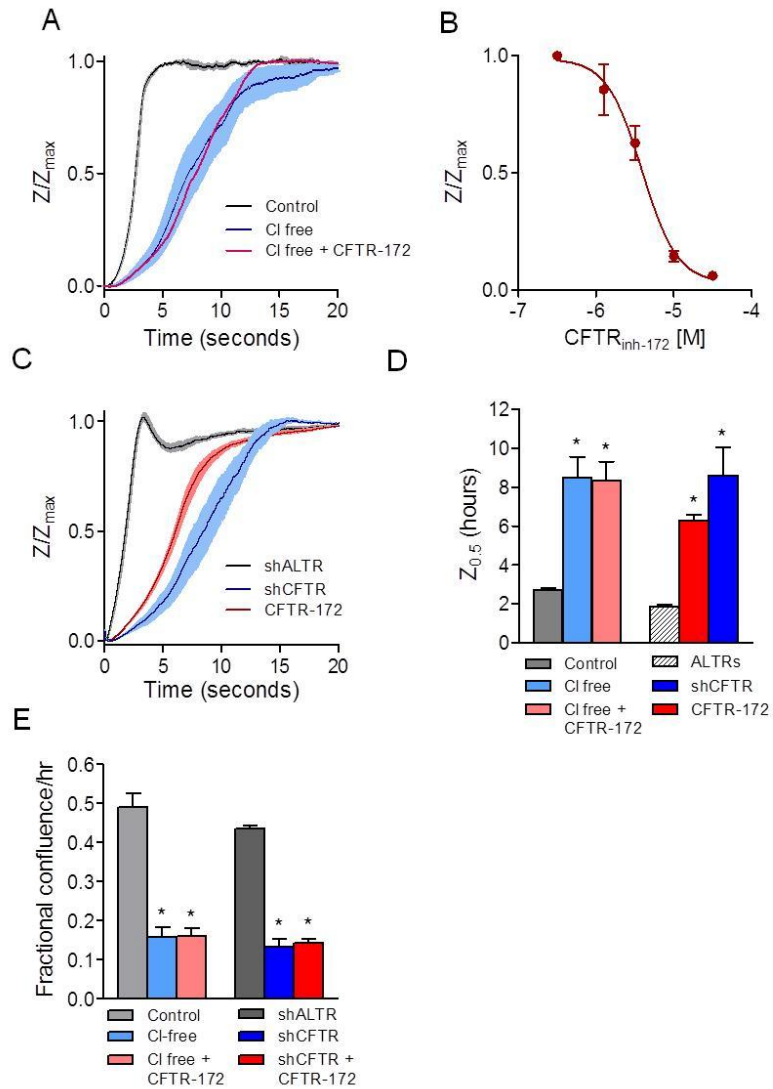 A
Z/Zmax
1.0
0.5
0.0
Control
Cl free
Cl free + CFTR-172
0
5
10
15
20
Time (seconds)
B
Z/Zmax
1.0
0.5
0.0
-7
-6
-5
-4
CFTRinh-172 [M]
C
Z/Zmax
1.0
0.5
0.0
shALTR
shCFTR
CFTR-172
0
5
10
15
20
Time (seconds)
D
Z0.5 (hours)
12
10
8
6
4
2
0
* * * *
Control
Cl free
Cl free +
CFTR-172
ALTRs
shCFTR
CFTR-172
E
Fractional confluence/hr
0.6
0.5
0.4
0.3
0.2
0.1
0.0
* * * *
Control
Cl-free
Cl free +
CFTR-172
shALTR
shCFTR
shCFTR +
CFTR-172